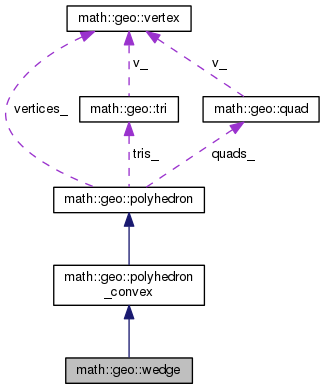 math::geo::vertex
v_
v_
vertices_
math::geo::tri
math::geo::quad
tris_
quads_
math::geo::polyhedron
math::geo::polyhedron
_convex
math::geo::wedge